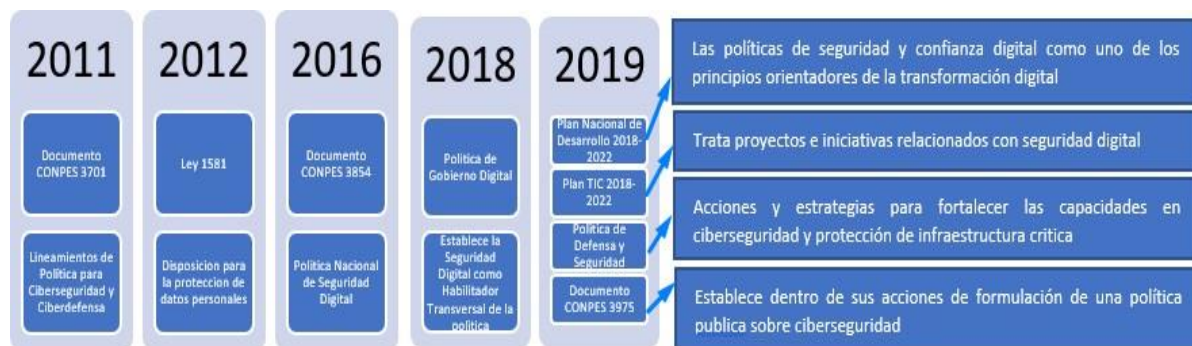 2011
Documento
CONPES 3701
Lineamientos de
Política para
Ciberseguridad y
Ciberdefensa
2012
Ley 1581
Disposicion para
la proteccion de
datos personales
2016
Documento
CONPES 3854
Politica Nacional
de Seguridad
Digital
2018
Politica de
Gobierno Digital
Establece la
Seguridad
Digital como
Habilitador
Transversal de la
politica
2019
Plan Nacional de
Desarrollo 2018-
2022
Plan TIC 2018-
2022
Politica de
Defensa y
Seguridad
Documento
CONPES 3975
Las políticas de seguridad y confianza digital como uno de los
principios orientadores de la transformación digital
Trata proyectos e iniciativas relacionados con seguridad digital
Acciones y estrategias para fortalecer las capacidades en
ciberseguridad y protección de infraestructura critica
Establece dentro de sus acciones de formulación de una política
publica sobre ciberseguridad